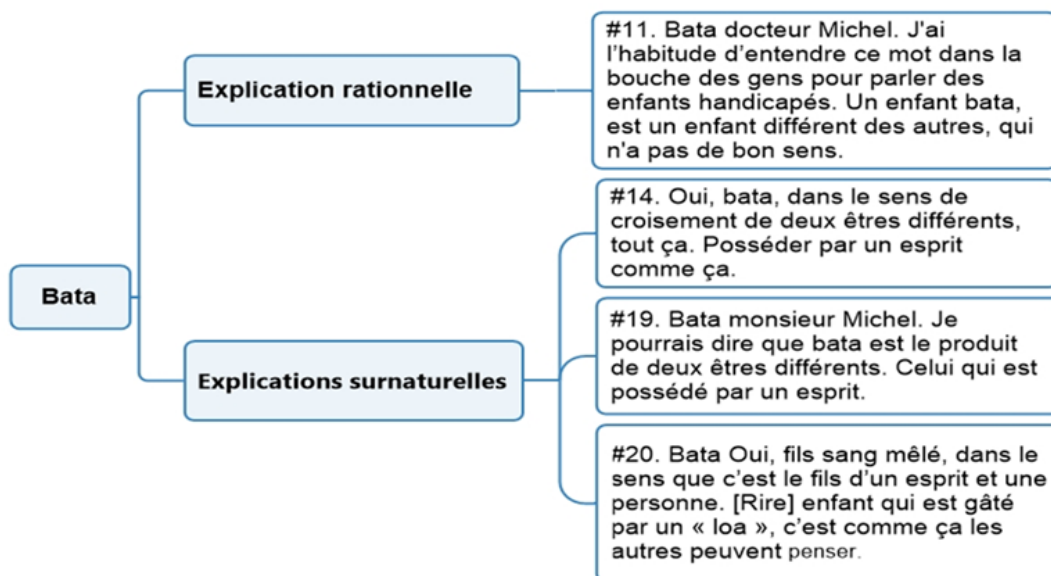 Bata
Explication rationnelle
#11. Bata docteur Michel. J'ai
l’habitude d’entendre ce mot dans la
bouche des gens pour parler des
enfants handicapés. Un enfant bata,
est un enfant différent des autres, qui
n'a pas de bon sens.
Explications surnaturelles
#14. Oui, bata, dans le sens de
croisement de deux êtres différents,
tout ça. Posséder par un esprit
comme ça.
#19. Bata monsieur Michel. Je
pourrais dire que bata est le produit
de deux êtres différents. Celui qui est
possédé par un esprit.
#20. Bata Oui, fils sang mêlé, dans le
sens que c’est le fils d’un esprit et une
personne. [Rire] enfant qui est gâté
par un « loa », c’est comme ça les
autres peuvent penser.